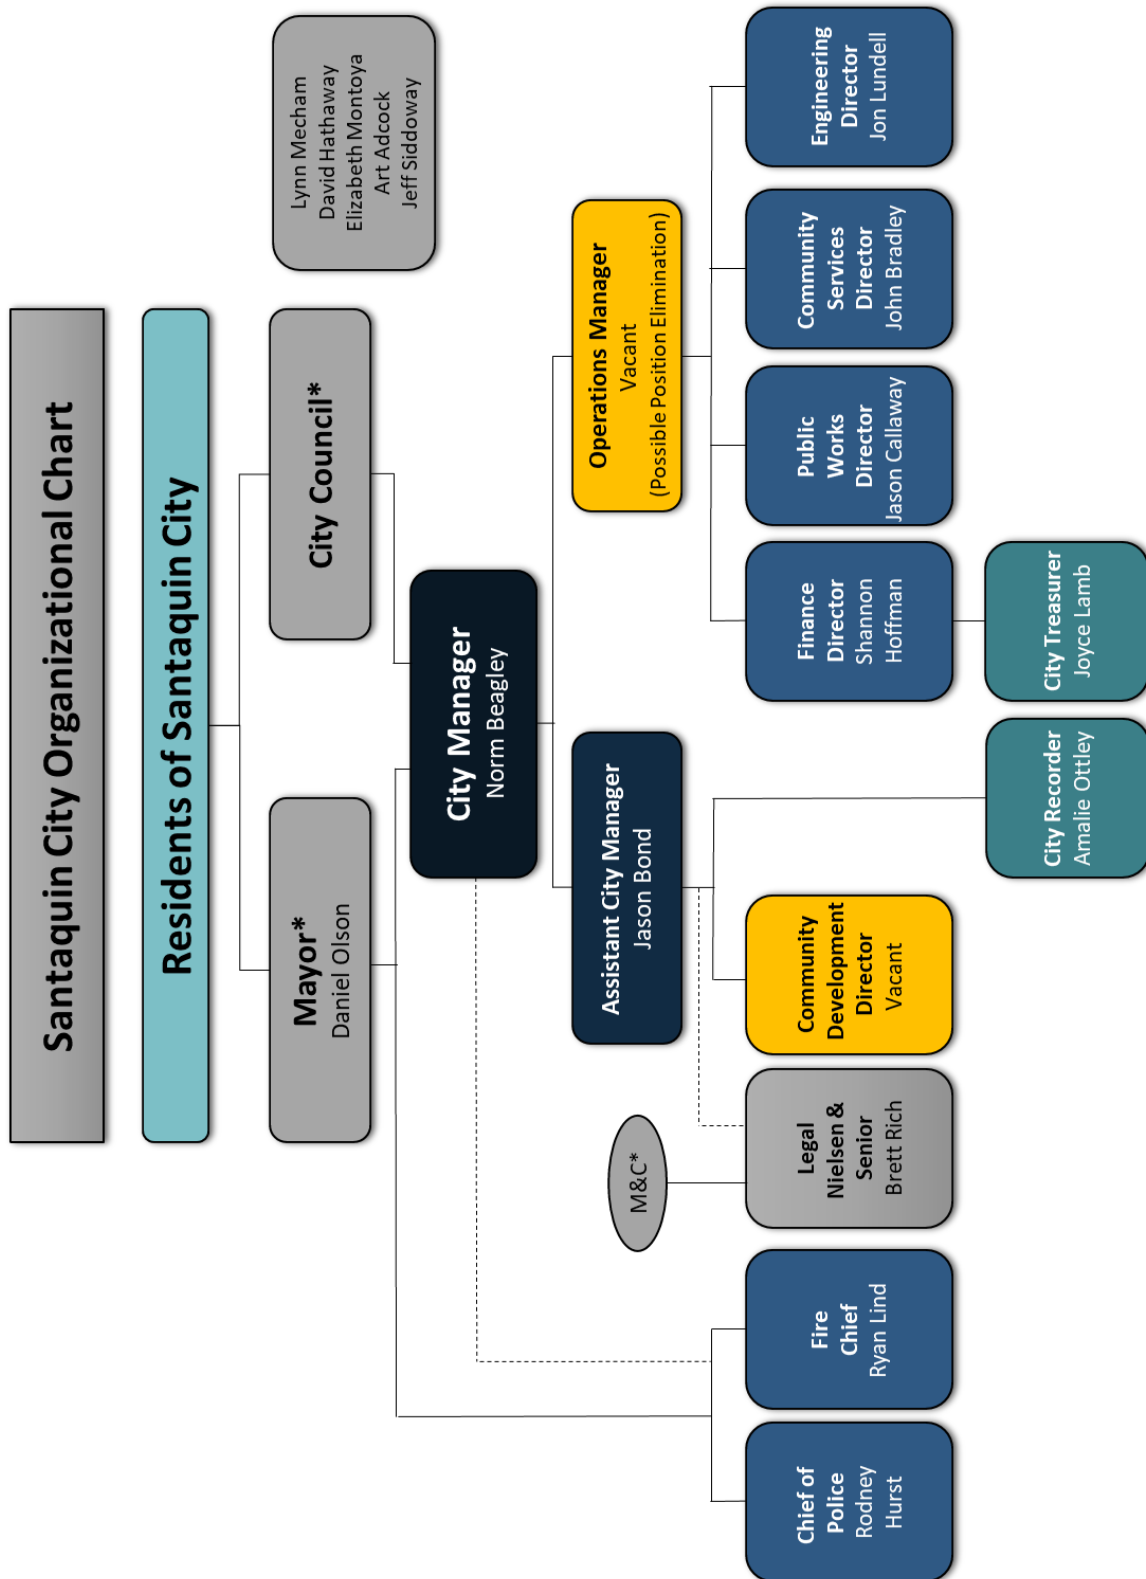 Santaquin City Organizational Chart
Residents of Santaquin City
Mayor*
Daniel Olson
City Council*
Lynn Mecham
David Hathaway
Elizabeth Montoya
Art Adcock
Jeff Siddoway
City Manager
Norm Beagley
Assistant City Manager
Jason Bond
Operations Manager
Vacant
(Possible Position Elimination)
M&C*
Chief of
Police
Rodney
Hurst
Fire
Chief
Ryan Lind
Legal
Nielsen &
Senior
Brett Rich
Community
Development
Director
Vacant
Finance
Director
Shannon
Hoffman
Public
Works
Director
Jason Callaway
Community
Services
Director
John Bradley
Engineering
Director
Jon Lundell
City Recorder
Amalie Ottley
City Treasurer
Joyce Lamb